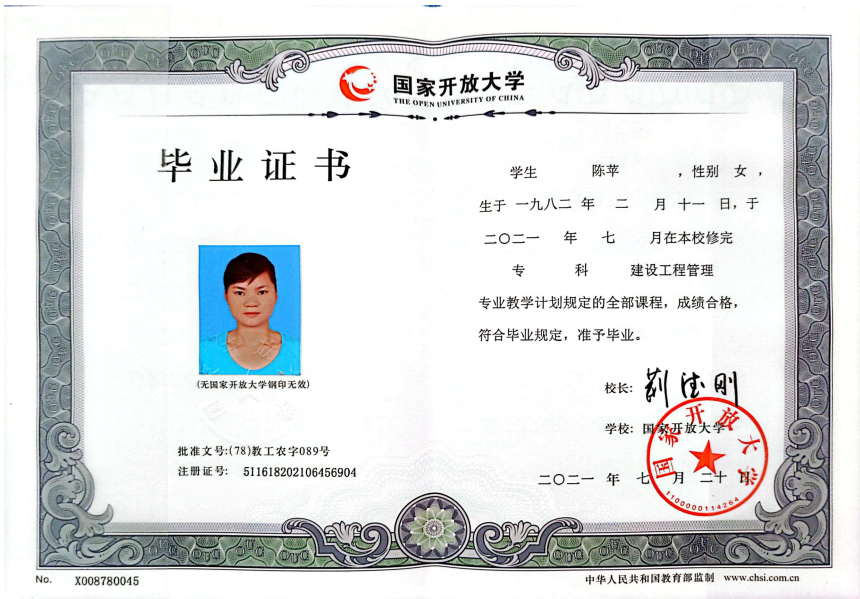 国家开放大学
THE OPEN UNIVERSITY OF CHINA
毕业证书
(无国家开放大学钢印无效)
批准文号:(78)教工农字089号
注册证号: 511618202106456904
学生 陈苹 ，性别 女 ，
生于 一九八二 年 二 月 十一 日，于
二〇二一 年 七 月在本校修完
专 科 建设工程管理
专业教学计划规定的全部课程，成绩合格，
符合毕业规定，准予毕业。
校长:
学校: 国家开放大学
国家开放大学
1100000114264
二〇二一 年 七 月 二十 日
No. X008780045
中华人民共和国教育部监制 www.chsi.com.cn